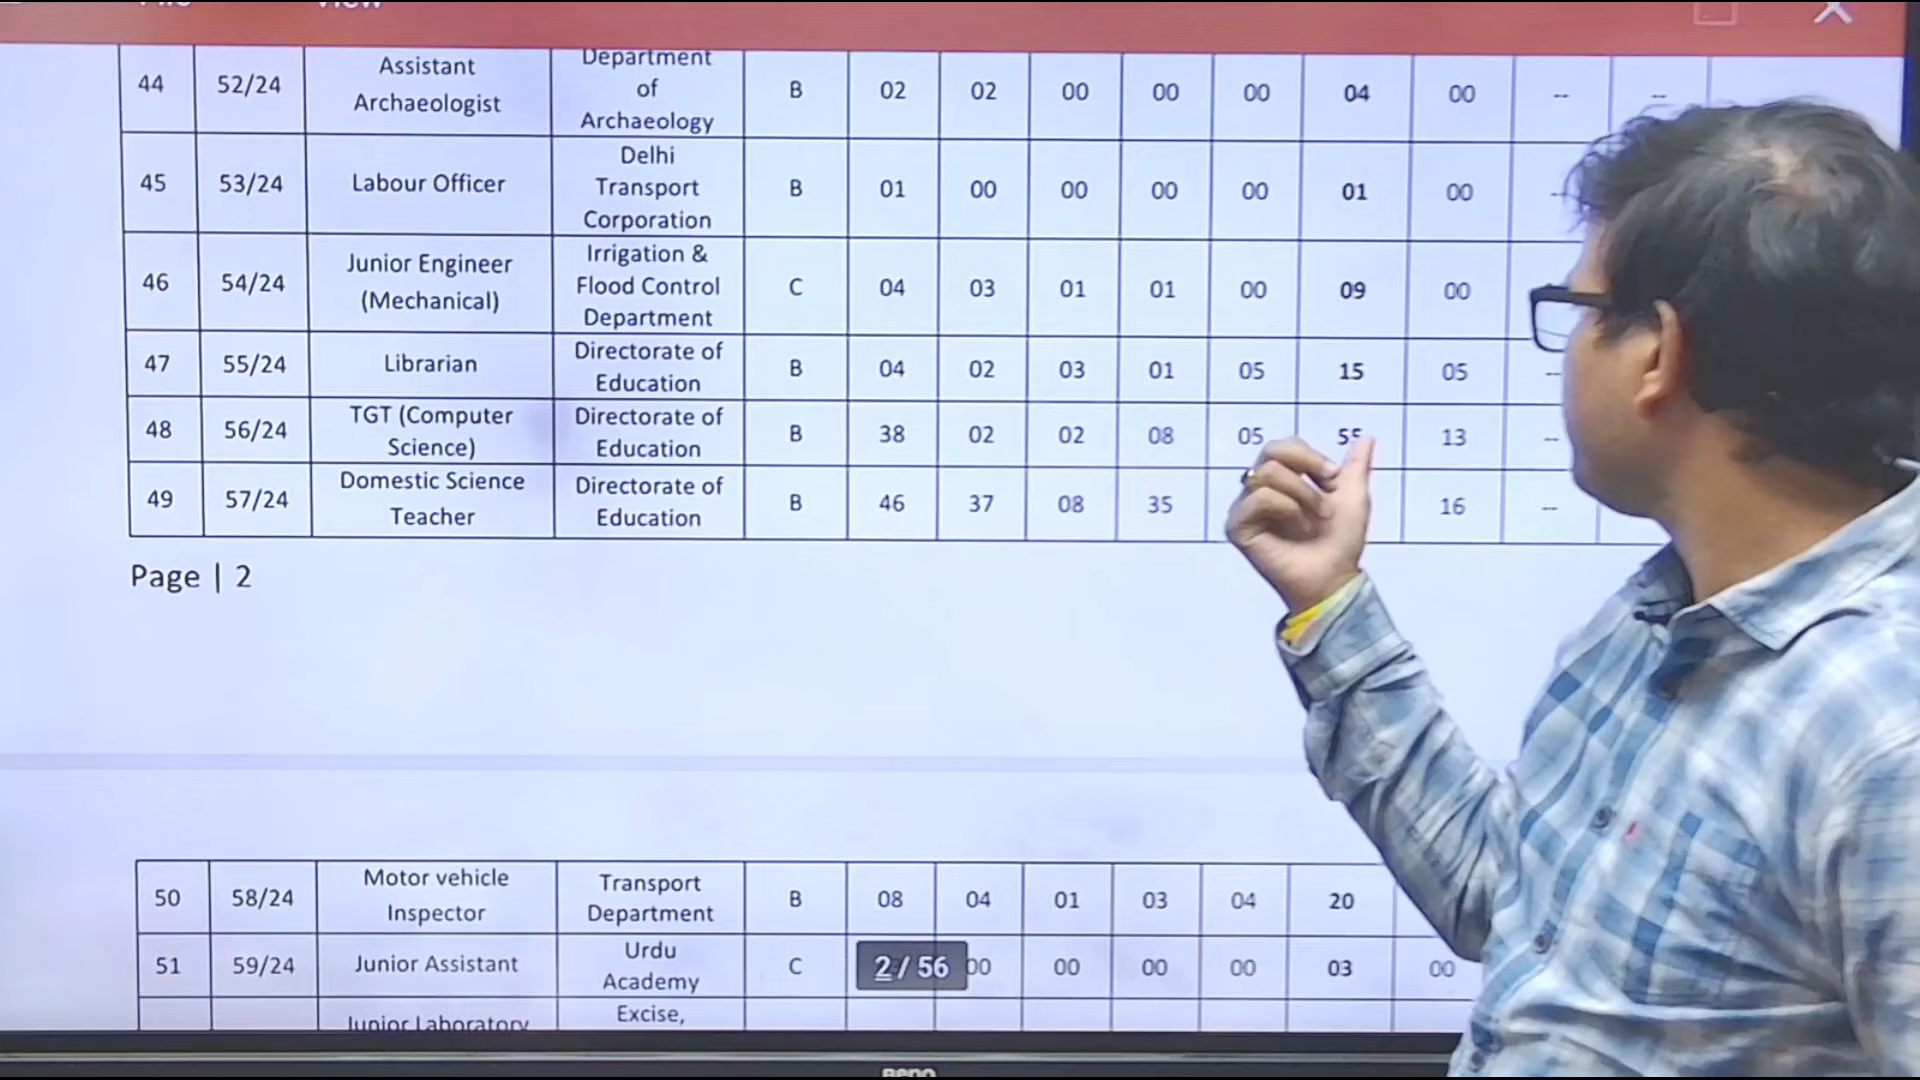 View
44 52/24 Assistant Archaeologist Department of Archaeology B 02 02 00 00 00 04 00 -- --
45 53/24 Labour Officer Delhi Transport Corporation B 01 00 00 00 00 01 00
46 54/24 Junior Engineer (Mechanical) Irrigation & Flood Control Department C 04 03 01 01 00 09 00
47 55/24 Librarian Directorate of Education B 04 02 03 01 05 15 05 --
48 56/24 TGT (Computer Science) Directorate of Education B 38 02 02 08 05 55 13 --
49 57/24 Domestic Science Teacher Directorate of Education B 46 37 08 35 16 --
Page | 2
50 58/24 Motor vehicle Inspector Transport Department B 08 04 01 03 04 20
51 59/24 Junior Assistant Urdu Academy C 00 00 00 00 03 00
2 / 56
Junior Laboratory Excise,
BenQ